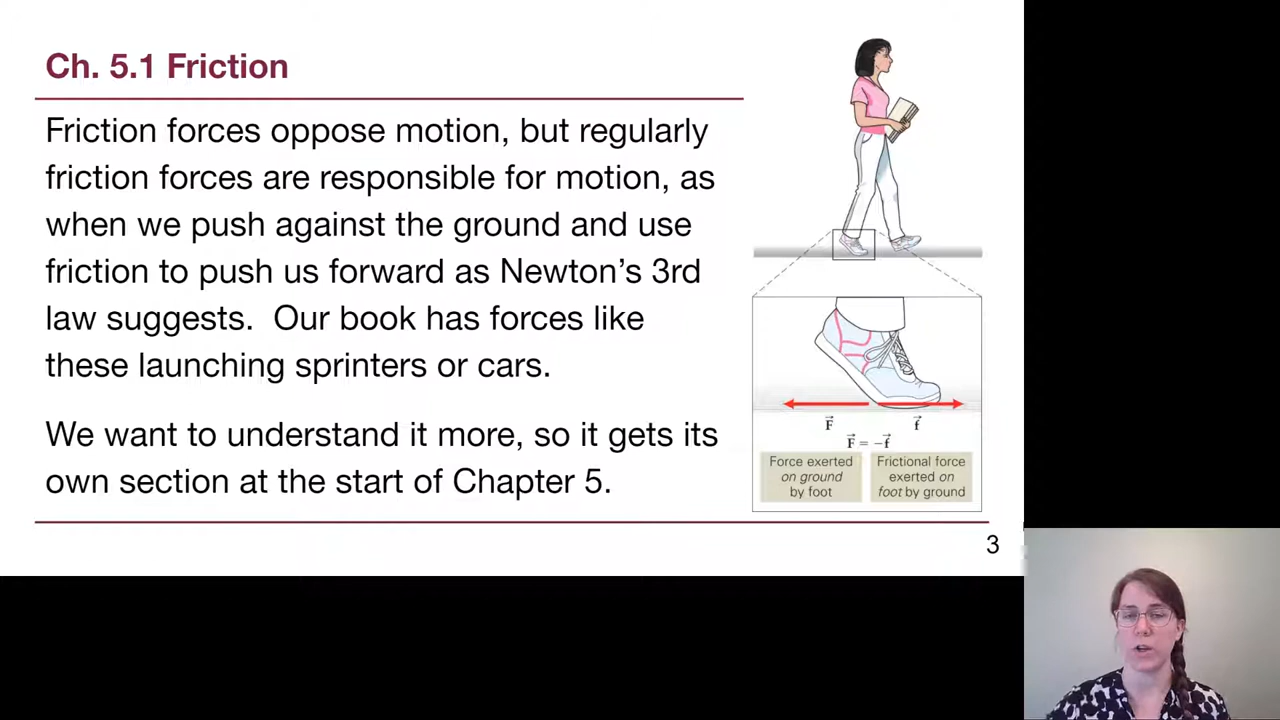 Ch. 5.1 Friction
Friction forces oppose motion, but regularly
friction forces are responsible for motion, as
when we push against the ground and use
friction to push us forward as Newton's 3rd
law suggests.  Our book has forces like
these launching sprinters or cars.
We want to understand it more, so it gets its
own section at the start of Chapter 5.
F⃗
f⃗
F⃗ = −f⃗
Force exerted
on ground
by foot
Frictional force
exerted on
foot by ground
3